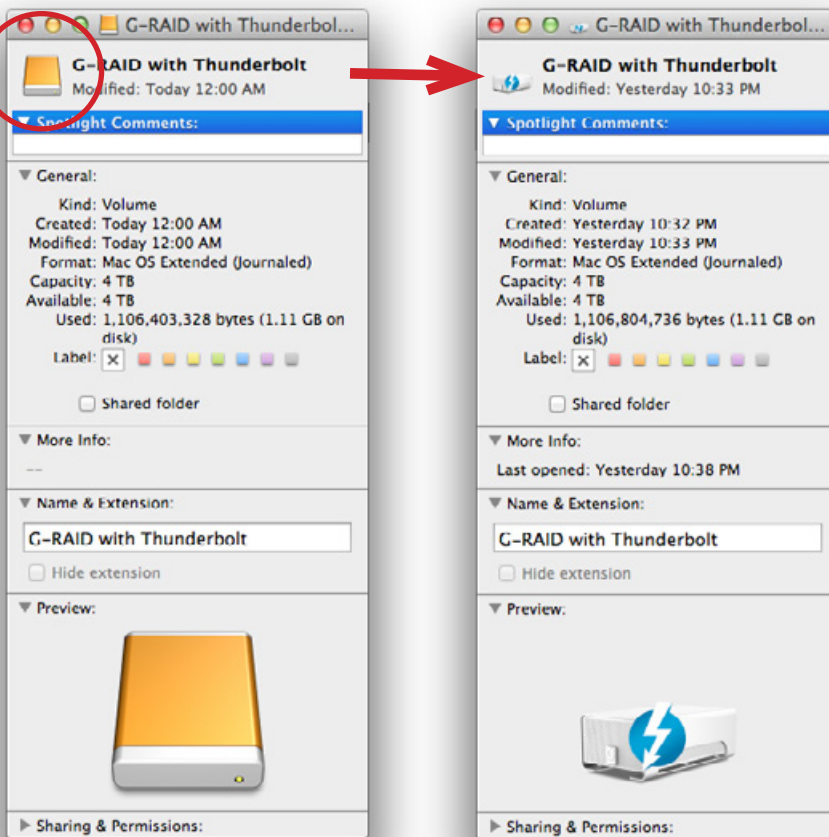 G-RAID with Thunderbol...
G-RAID with Thunderbolt
Modified: Today 12:00 AM
▼ Spotlight Comments:
▼ General:
Kind: Volume
Created: Today 12:00 AM
Modified: Today 12:00 AM
Format: Mac OS Extended (Journaled)
Capacity: 4 TB
Available: 4 TB
Used: 1,106,403,328 bytes (1.11 GB on
disk)
Label:
Shared folder
▼ More Info:
--
▼ Name & Extension:
G-RAID with Thunderbolt
Hide extension
▼ Preview:
▶ Sharing & Permissions:
G-RAID with Thunderbol...
G-RAID with Thunderbolt
Modified: Yesterday 10:33 PM
▼ Spotlight Comments:
▼ General:
Kind: Volume
Created: Yesterday 10:32 PM
Modified: Yesterday 10:33 PM
Format: Mac OS Extended (Journaled)
Capacity: 4 TB
Available: 4 TB
Used: 1,106,804,736 bytes (1.11 GB on
disk)
Label:
Shared folder
▼ More Info:
Last opened: Yesterday 10:38 PM
▼ Name & Extension:
G-RAID with Thunderbolt
Hide extension
▼ Preview:
▶ Sharing & Permissions: